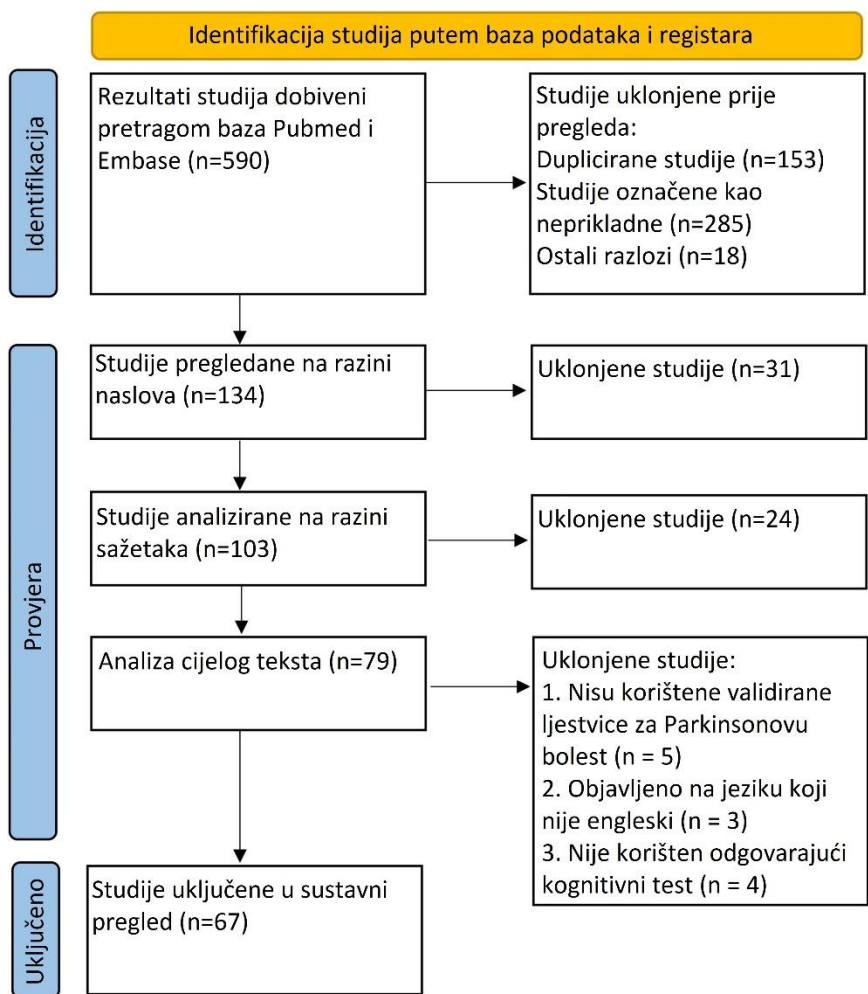 Identifikacija studija putem baza podataka i registara
Identifikacija
Rezultati studija dobiveni
pretragom baza Pubmed i
Embase (n=590)
Studije uklonjene prije
pregleda:
Duplicirane studije (n=153)
Studije označene kao
neprikladne (n=285)
Ostali razlozi (n=18)
Provjera
Studije pregledane na razini
naslova (n=134)
Uklonjene studije (n=31)
Studije analizirane na razini
sažetaka (n=103)
Uklonjene studije (n=24)
Analiza cijelog teksta (n=79)
Uklonjene studije:
1. Nisu korištene validirane
ljestvice za Parkinsonovu
bolest (n = 5)
2. Objavljeno na jeziku koji
nije engleski (n = 3)
3. Nije korišten odgovarajući
kognitivni test (n = 4)
Uključeno
Studije uključene u sustavni
pregled (n=67)